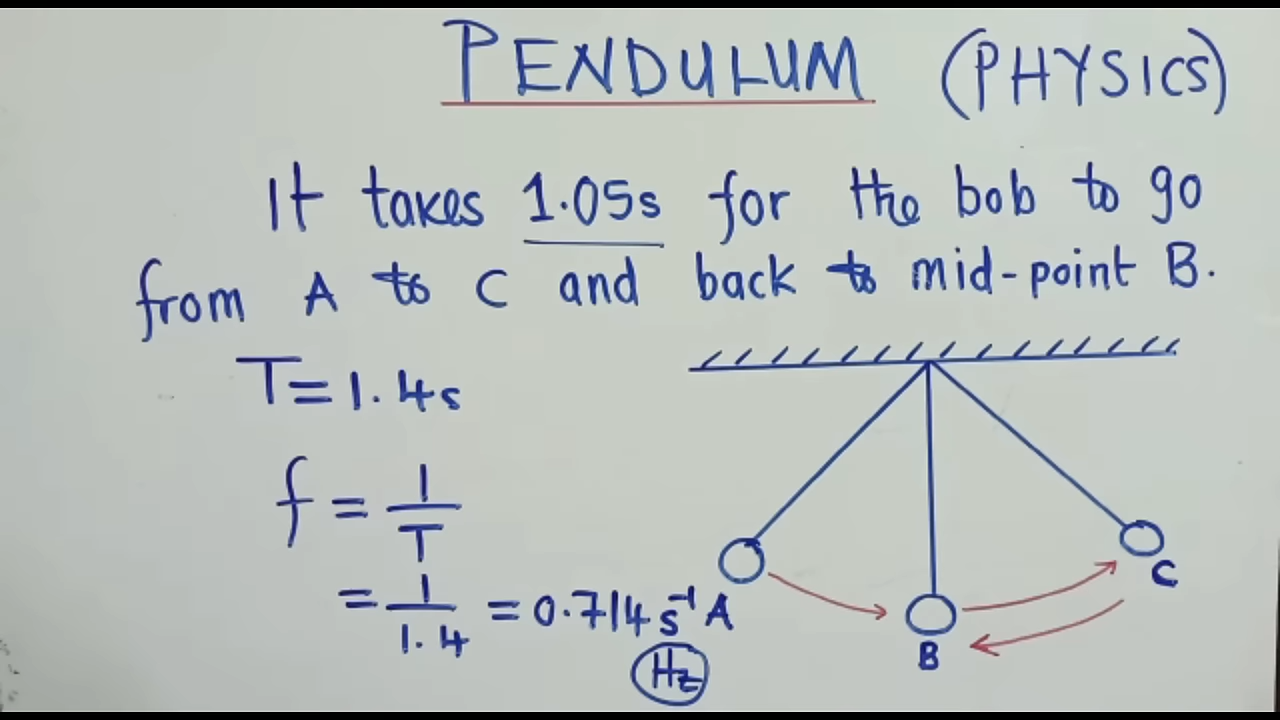 PENDULUM (PHYSICS)
It takes 1.05s for the bob to go
from A to C and back to mid-point B.
T = 1.4s
f = 1/T
= 1/1.4 = 0.714 s⁻¹
(Hz)
A
B
C